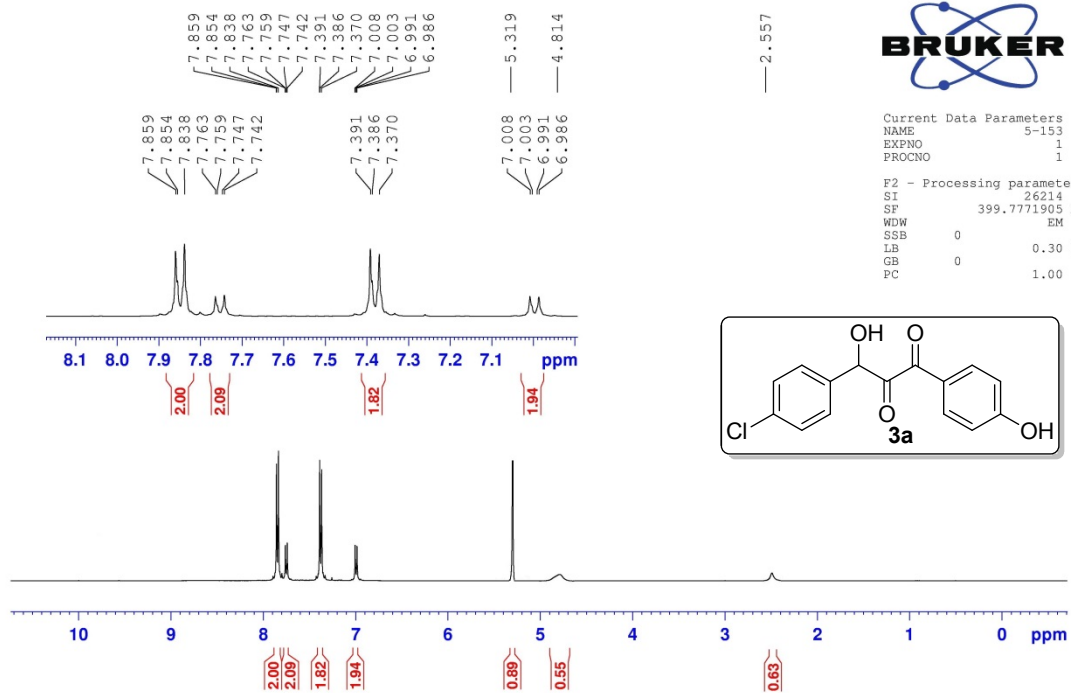 7.859
7.854
7.838
7.763
7.759
7.747
7.742
7.391
7.386
7.370
7.008
7.003
6.991
6.986
5.319
4.814
2.557
BRUKER
7.859
7.854
7.838
7.763
7.759
7.747
7.742
7.391
7.386
7.370
7.008
7.003
6.991
6.986
Current Data Parameters
NAME 5-153
EXPNO 1
PROCNO 1
F2 - Processing paramete
SI 26214
SF 399.7771905
WDW EM
SSB 0
LB 0.30
GB 0
PC 1.00
8.1 8.0 7.9 7.8 7.7 7.6 7.5 7.4 7.3 7.2 7.1 ppm
2.00 2.09 1.82 1.94
OH O
O
Cl OH
3a
10 9 8 7 6 5 4 3 2 1 0 ppm
2.00 2.09 1.82 1.94 0.89 0.55 0.63